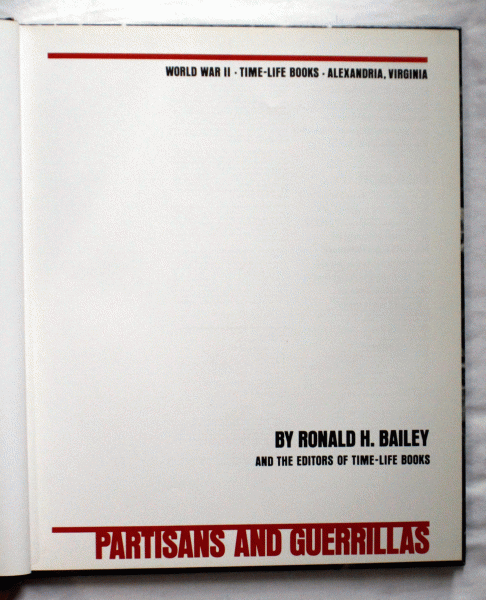 WORLD WAR II · TIME-LIFE BOOKS · ALEXANDRIA, VIRGINIA
BY RONALD H. BAILEY
AND THE EDITORS OF TIME-LIFE BOOKS
PARTISANS AND GUERRILLAS